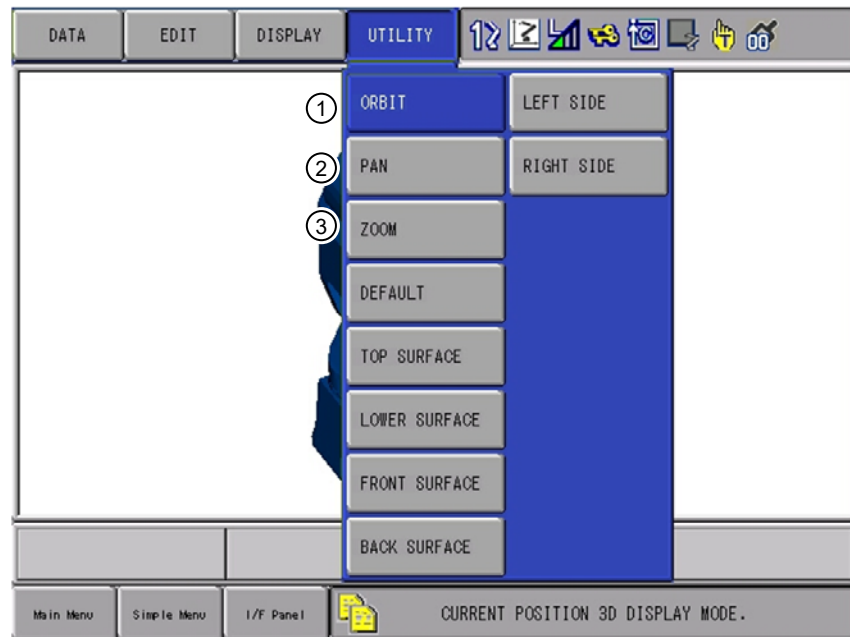 DATA EDIT DISPLAY UTILITY
① ORBIT LEFT SIDE
② PAN RIGHT SIDE
③ ZOOM
DEFAULT
TOP SURFACE
LOWER SURFACE
FRONT SURFACE
BACK SURFACE
Main Menu Simple Menu I/F Panel CURRENT POSITION 3D DISPLAY MODE.